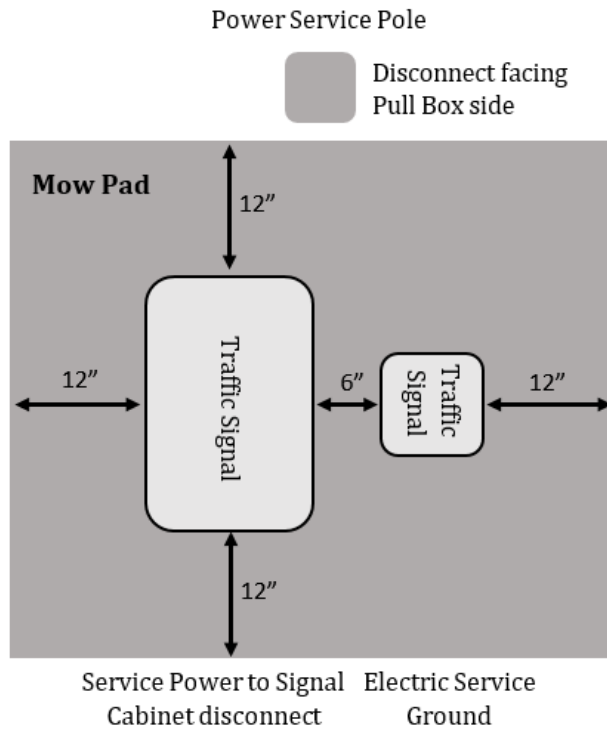 Power Service Pole
Disconnect facing
Pull Box side
Mow Pad
12”
12”
Traffic Signal
6”
Traffic
Signal
12”
12”
Service Power to Signal
Cabinet disconnect
Electric Service
Ground